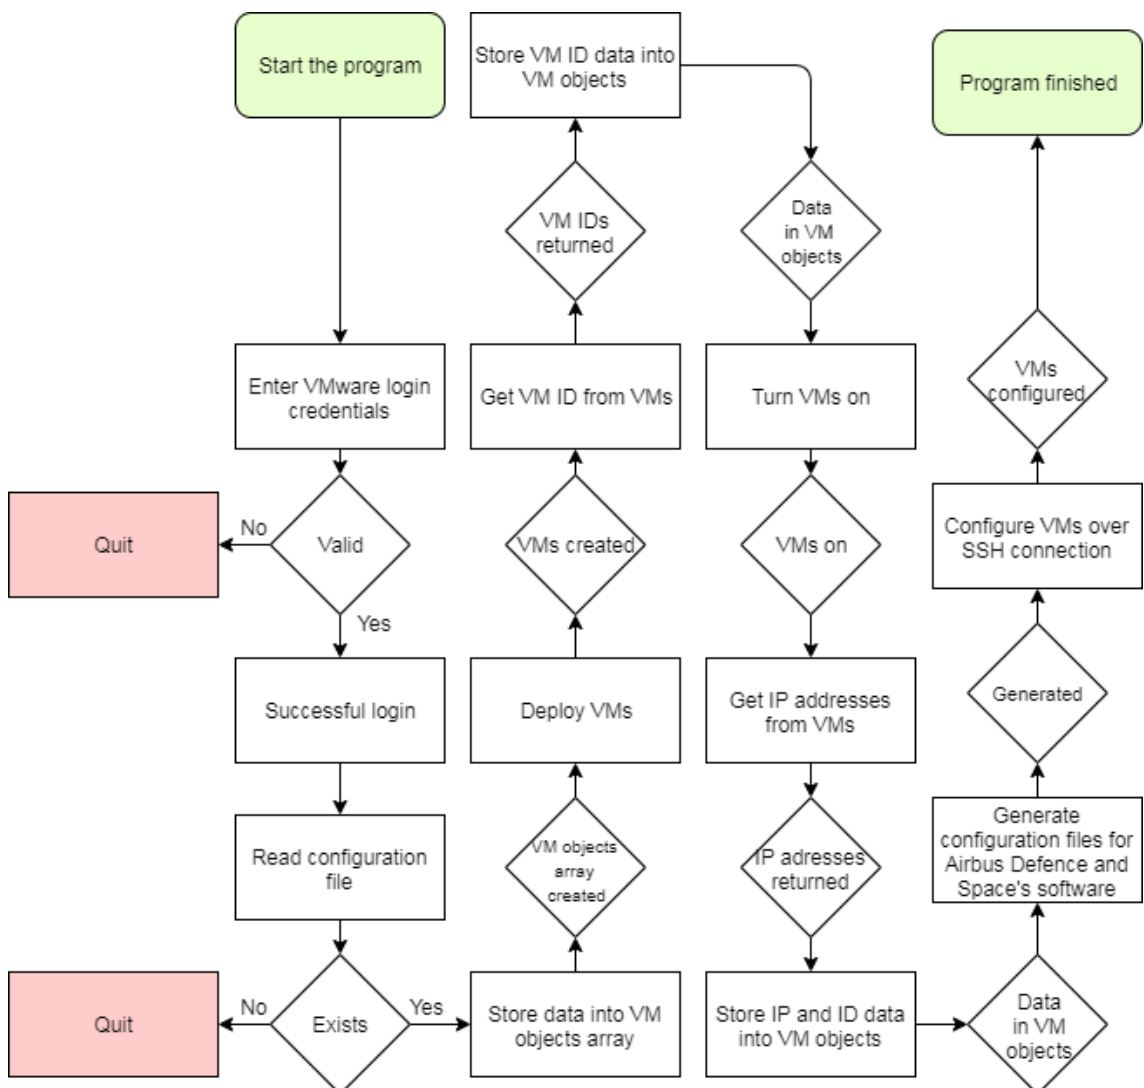 Start the program
Enter VMware login
credentials
Valid
No
Quit
Yes
Successful login
Read configuration
file
Exists
No
Quit
Yes
Store data into VM
objects array
VM objects
array
created
Deploy VMs
VMs created
Get VM ID from VMs
VM IDs
returned
Store VM ID data into
VM objects
Data
in VM
objects
Turn VMs on
VMs on
Get IP addresses
from VMs
IP adresses
returned
Store IP and ID data
into VM objects
Data
in VM
objects
Generate
configuration files for
Airbus Defence and
Space's software
Generated
Configure VMs over
SSH connection
VMs
configured
Program finished